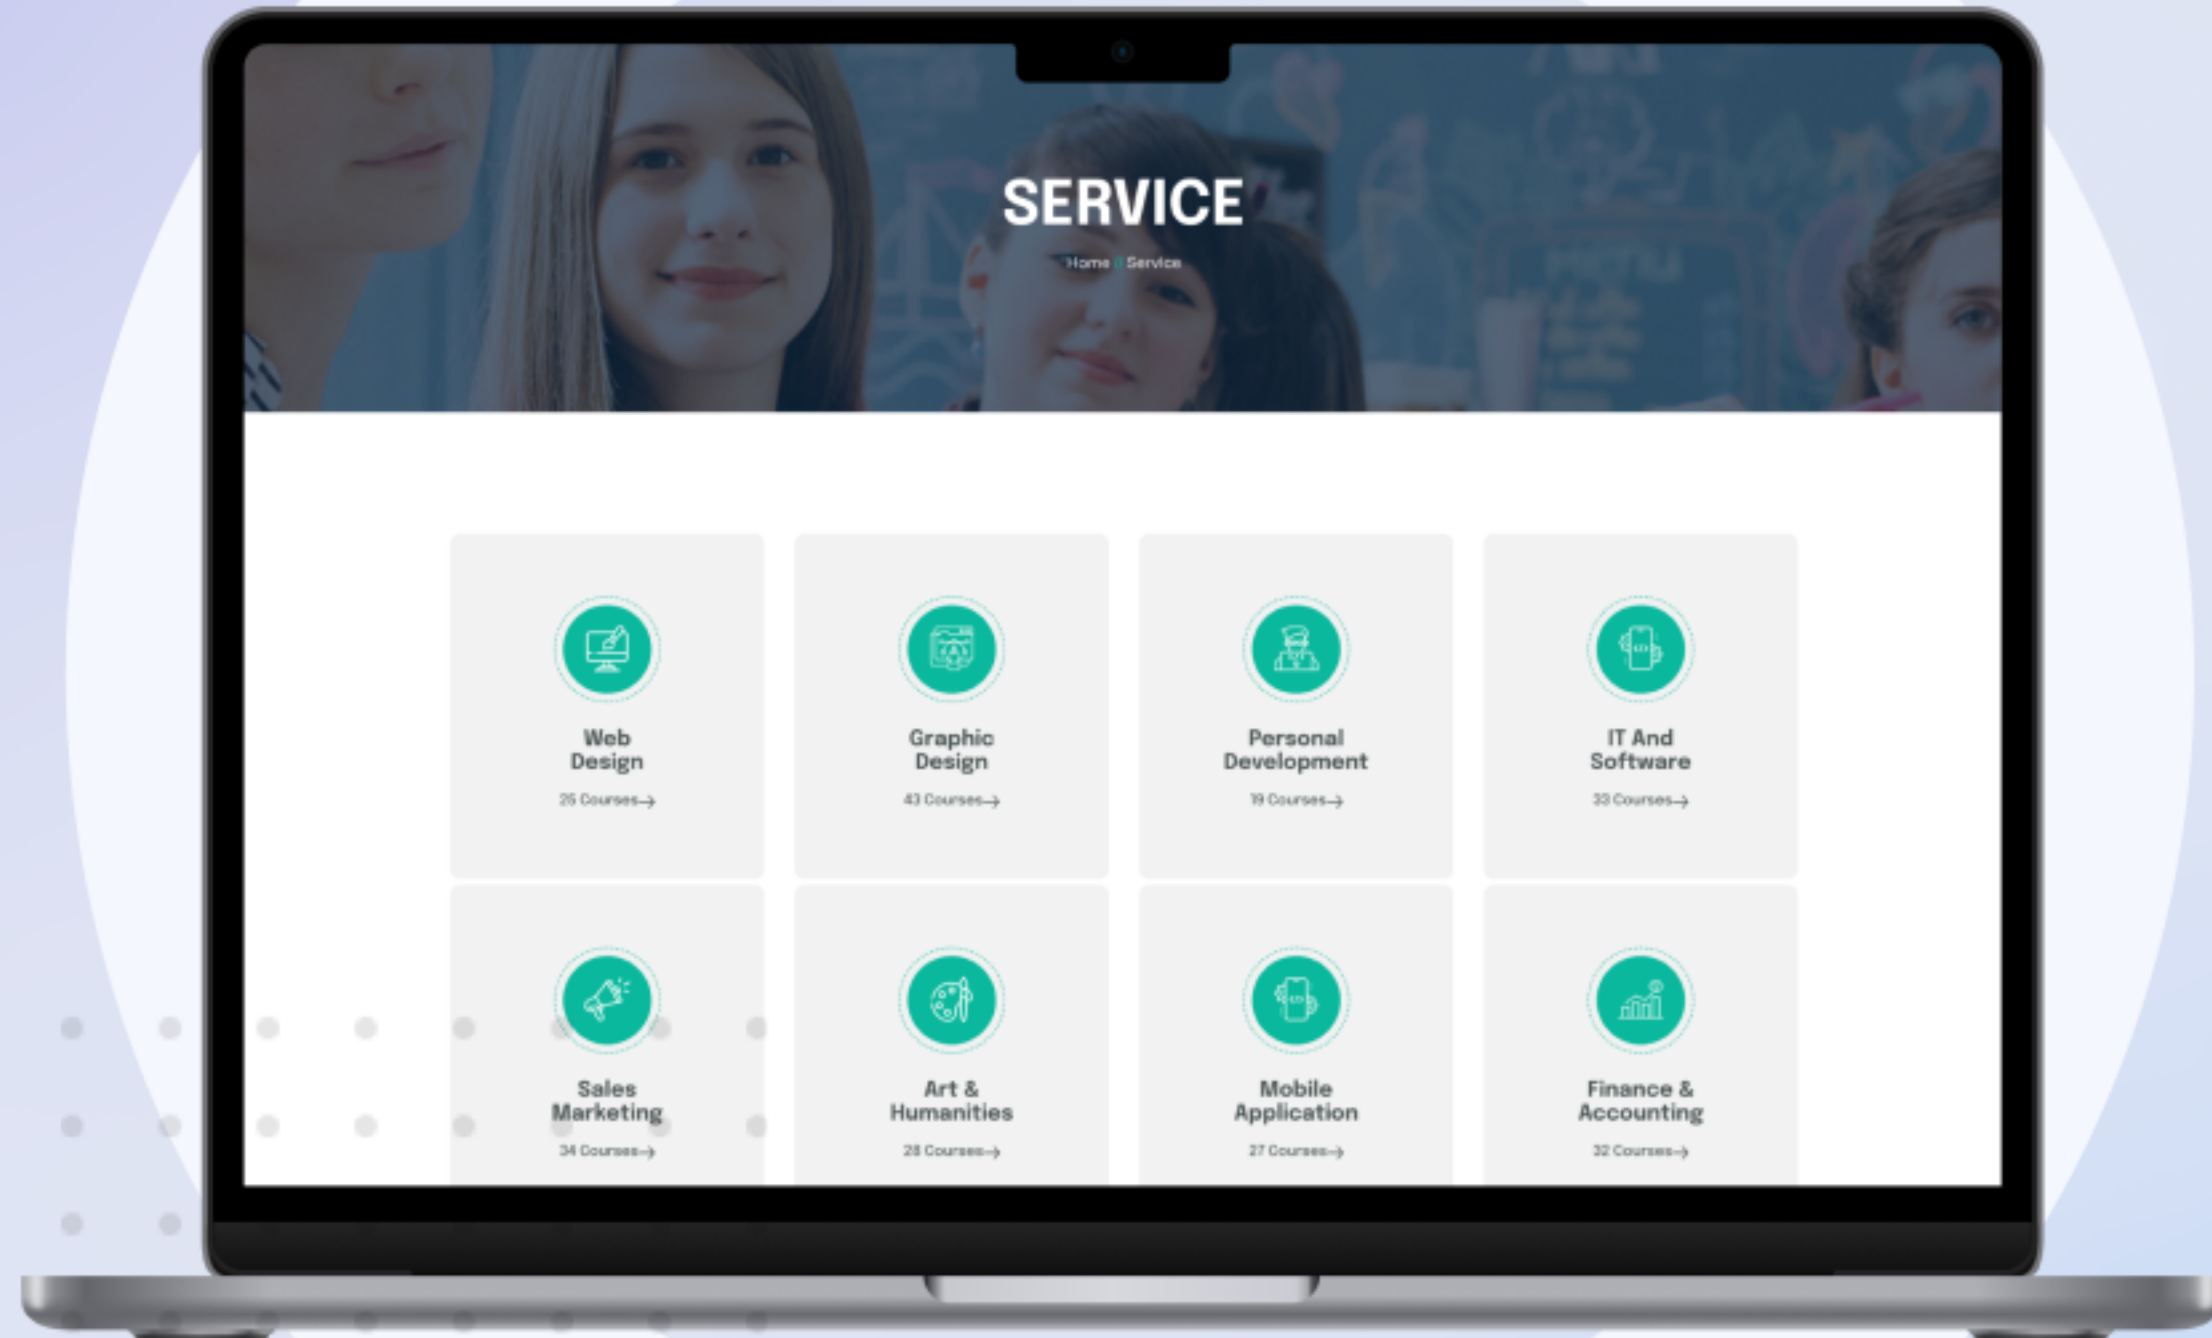 SERVICE
Home // Service
Web
Design
25 Courses→
Graphic
Design
43 Courses→
Personal
Development
19 Courses→
IT And
Software
33 Courses→
Sales
Marketing
34 Courses→
Art &
Humanities
28 Courses→
Mobile
Application
27 Courses→
Finance &
Accounting
32 Courses→